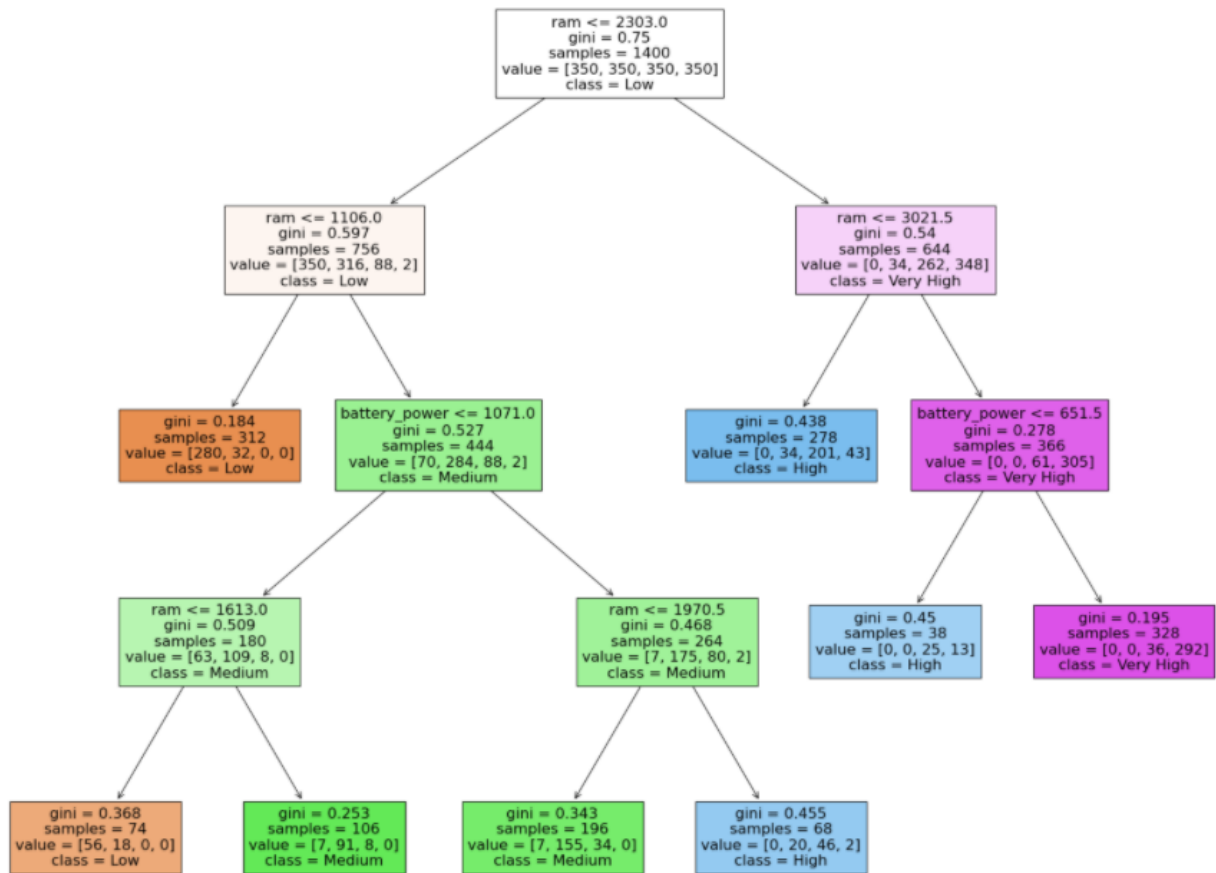 ram <= 2303.0
gini = 0.75
samples = 1400
value = [350, 350, 350, 350]
class = Low
ram <= 1106.0
gini = 0.597
samples = 756
value = [350, 316, 88, 2]
class = Low
ram <= 3021.5
gini = 0.54
samples = 644
value = [0, 34, 262, 348]
class = Very High
gini = 0.184
samples = 312
value = [280, 32, 0, 0]
class = Low
battery_power <= 1071.0
gini = 0.527
samples = 444
value = [70, 284, 88, 2]
class = Medium
gini = 0.438
samples = 278
value = [0, 34, 201, 43]
class = High
battery_power <= 651.5
gini = 0.278
samples = 366
value = [0, 0, 61, 305]
class = Very High
ram <= 1613.0
gini = 0.509
samples = 180
value = [63, 109, 8, 0]
class = Medium
ram <= 1970.5
gini = 0.468
samples = 264
value = [7, 175, 80, 2]
class = Medium
gini = 0.45
samples = 38
value = [0, 0, 25, 13]
class = High
gini = 0.195
samples = 328
value = [0, 0, 36, 292]
class = Very High
gini = 0.368
samples = 74
value = [56, 18, 0, 0]
class = Low
gini = 0.253
samples = 106
value = [7, 91, 8, 0]
class = Medium
gini = 0.343
samples = 196
value = [7, 155, 34, 0]
class = Medium
gini = 0.455
samples = 68
value = [0, 20, 46, 2]
class = High